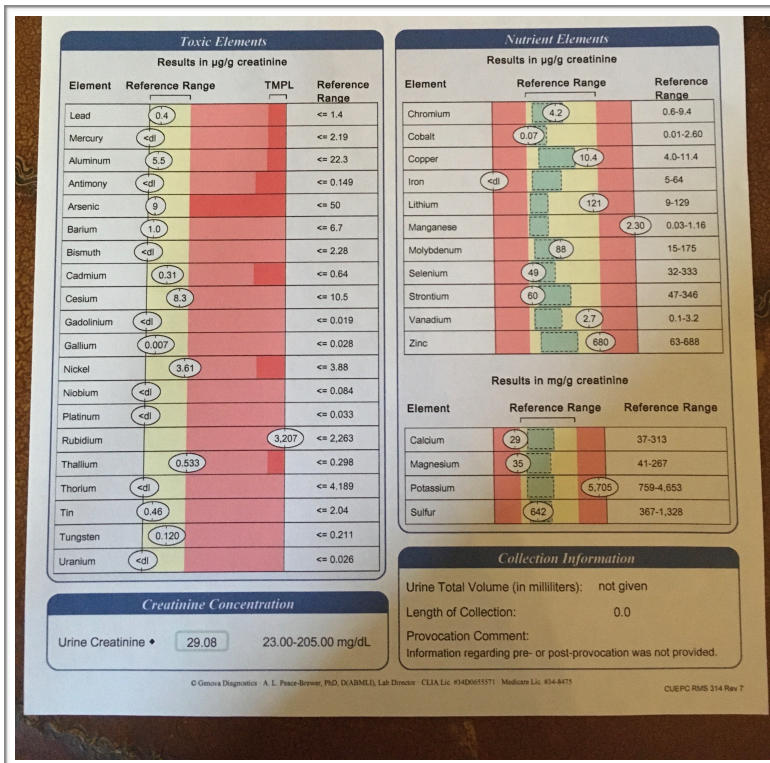 Toxic Elements
Results in µg/g creatinine
Element Reference Range TMPL Reference Range
Lead 0.4 <= 1.4
Mercury <dl <= 2.19
Aluminum 5.5 <= 22.3
Antimony <dl <= 0.149
Arsenic 9 <= 50
Barium 1.0 <= 6.7
Bismuth <dl <= 2.28
Cadmium 0.31 <= 0.64
Cesium 8.3 <= 10.5
Gadolinium <dl <= 0.019
Gallium 0.007 <= 0.028
Nickel 3.61 <= 3.88
Niobium <dl <= 0.084
Platinum <dl <= 0.033
Rubidium 3,207 <= 2,263
Thallium 0.533 <= 0.298
Thorium <dl <= 4.189
Tin 0.46 <= 2.04
Tungsten 0.120 <= 0.211
Uranium <dl <= 0.026
Creatinine Concentration
Urine Creatinine ◆ 29.08 23.00-205.00 mg/dL
Nutrient Elements
Results in µg/g creatinine
Element Reference Range Reference Range
Chromium 4.2 0.6-9.4
Cobalt 0.07 0.01-2.60
Copper 10.4 4.0-11.4
Iron <dl 5-64
Lithium 121 9-129
Manganese 2.30 0.03-1.16
Molybdenum 88 15-175
Selenium 49 32-333
Strontium 60 47-346
Vanadium 2.7 0.1-3.2
Zinc 680 63-688
Results in mg/g creatinine
Element Reference Range Reference Range
Calcium 29 37-313
Magnesium 35 41-267
Potassium 5,705 759-4,653
Sulfur 642 367-1,328
Collection Information
Urine Total Volume (in milliliters): not given
Length of Collection: 0.0
Provocation Comment:
Information regarding pre- or post-provocation was not provided.
© Genova Diagnostics · A. L. Peace-Brewer, PhD, D(ABMLI), Lab Director · CLIA Lic. #34D0655571 · Medicare Lic. #34-8475
CUEPC RMS 314 Rev 7